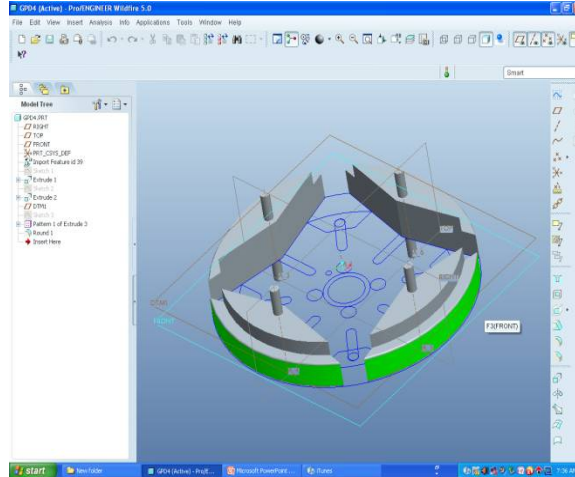 GPD4 (Active) - Pro/ENGINEER Wildfire 5.0
File Edit View Insert Analysis Info Applications Tools Window Help
Smart
Model Tree
GPD4.PRT
RIGHT
TOP
FRONT
PRT_CSYS_DEF
Import Feature id 39
Sketch 1
Extrude 1
Sketch 2
Extrude 2
DTM1
Sketch 3
Pattern 1 of Extrude 3
Round 1
Insert Here
FRONT
F3(FRONT)
start
New Folder
GPD4 (Active) - Pro/E...
Microsoft PowerPoint ...
iTunes
7:36 AM